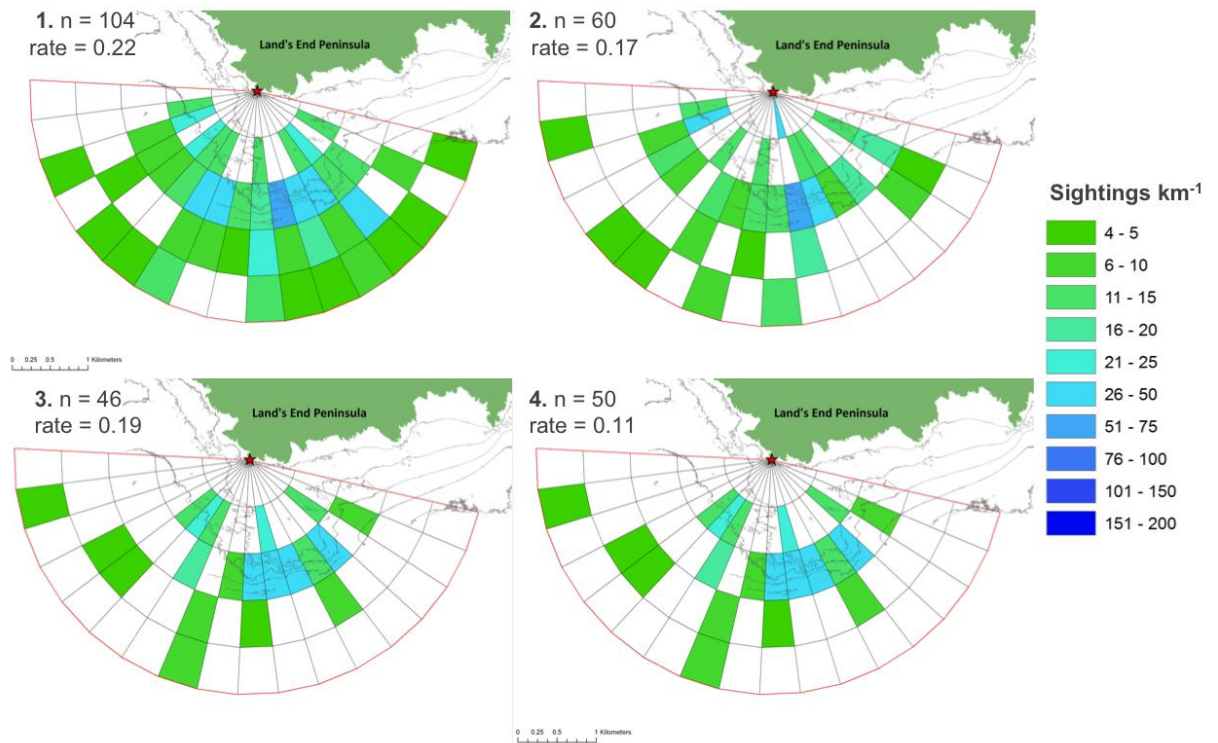 1. n = 104
rate = 0.22
Land's End Peninsula
0 0.25 0.5 1 Kilometers
2. n = 60
rate = 0.17
Land's End Peninsula
3. n = 46
rate = 0.19
Land's End Peninsula
4. n = 50
rate = 0.11
Land's End Peninsula
0 0.25 0.5 1 Kilometers
Sightings km-1
4 - 5
6 - 10
11 - 15
16 - 20
21 - 25
26 - 50
51 - 75
76 - 100
101 - 150
151 - 200